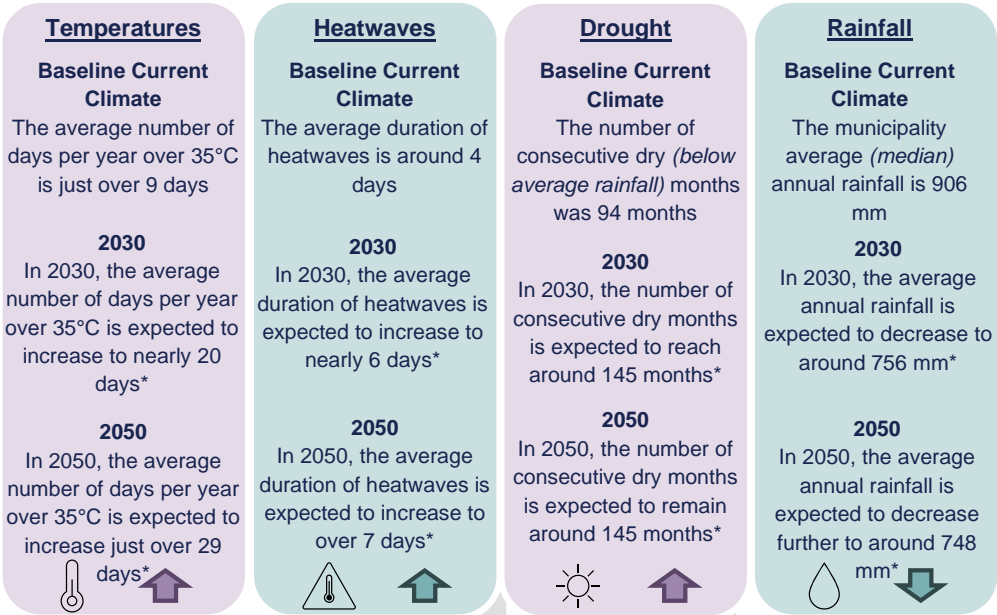 Temperatures
Baseline Current
Climate
The average number of
days per year over 35°C
is just over 9 days
2030
In 2030, the average
number of days per year
over 35°C is expected to
increase to nearly 20
days*
2050
In 2050, the average
number of days per year
over 35°C is expected to
increase just over 29
days*
Heatwaves
Baseline Current
Climate
The average duration of
heatwaves is around 4
days
2030
In 2030, the average
duration of heatwaves is
expected to increase to
nearly 6 days*
2050
In 2050, the average
duration of heatwaves is
expected to increase to
over 7 days*
Drought
Baseline Current
Climate
The number of
consecutive dry (below
average rainfall) months
was 94 months
2030
In 2030, the number of
consecutive dry months
is expected to reach
around 145 months*
2050
In 2050, the number of
consecutive dry months
is expected to remain
around 145 months*
Rainfall
Baseline Current
Climate
The municipality
average (median)
annual rainfall is 906
mm
2030
In 2030, the average
annual rainfall is
expected to decrease to
around 756 mm*
2050
In 2050, the average
annual rainfall is
expected to decrease
further to around 748
mm*